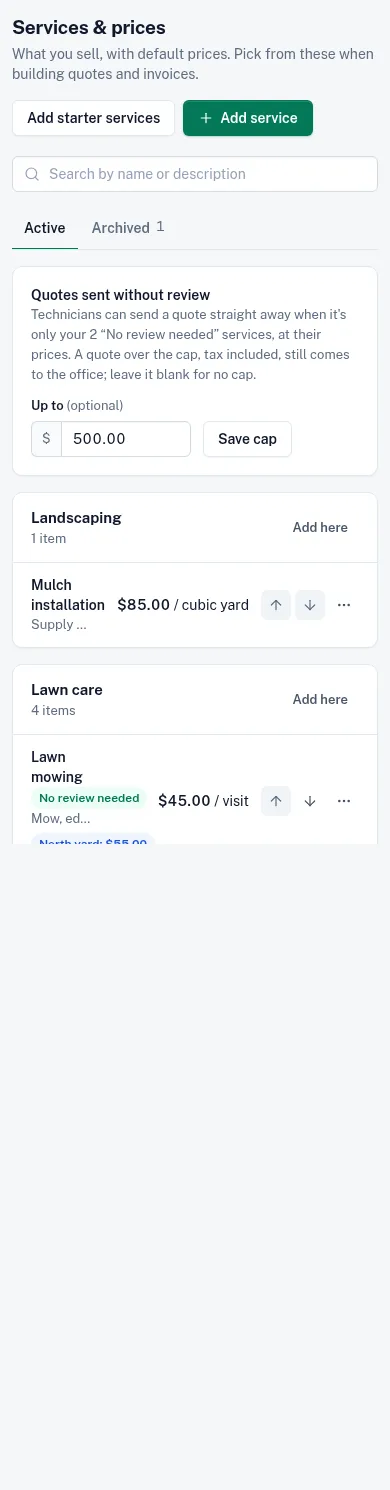 Services & prices
What you sell, with default prices. Pick from these when
building quotes and invoices.
Add starter services
Add service
Search by name or description
Active
Archived 1
Quotes sent without review
Technicians can send a quote straight away when it's
only your 2 “No review needed” services, at their
prices. A quote over the cap, tax included, still comes
to the office; leave it blank for no cap.
Up to (optional)
$ 500.00
Save cap
Landscaping
1 item
Add here
Mulch
installation
$85.00 / cubic yard
Supply ...
Lawn care
4 items
Add here
Lawn
mowing
No review needed
$45.00 / visit
Mow, ed...
North yard: $55.00